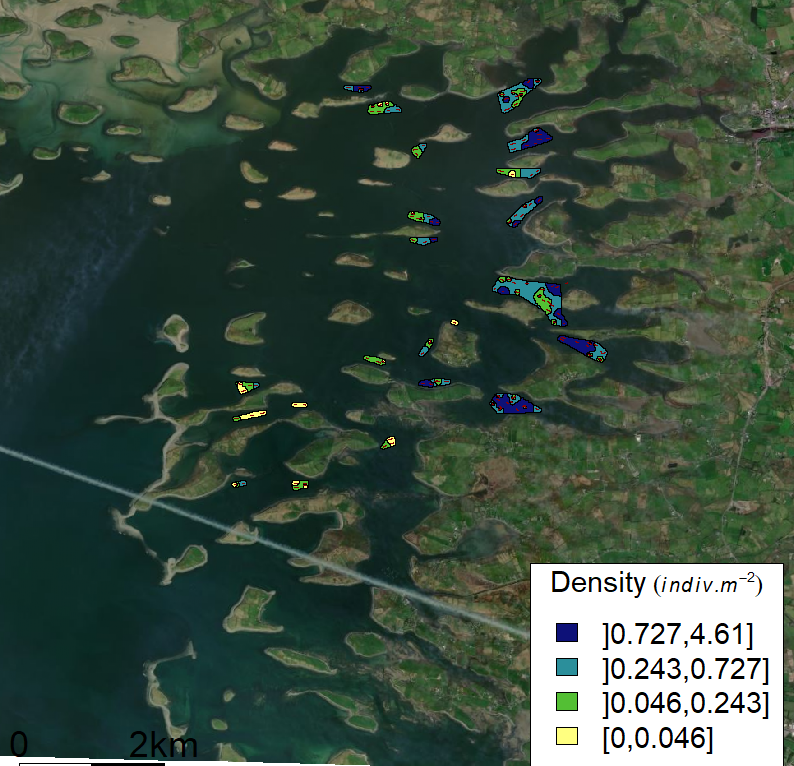 Density (indiv.m−2)
]0.727,4.61]
]0.243,0.727]
]0.046,0.243]
[0,0.046]
0 2km